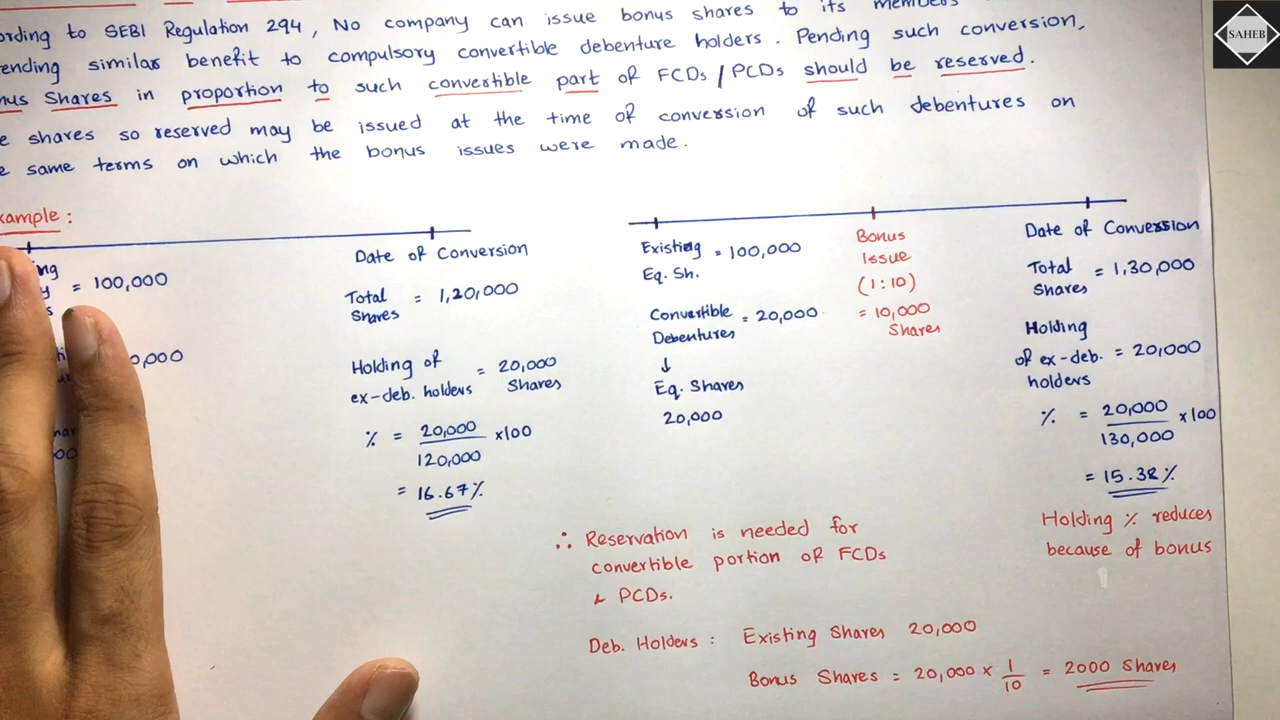 ording to SEBI Regulation 294, No company can issue bonus shares to its members
ending similar benefit to compulsory convertible debenture holders. Pending such conversion,
nus Shares in proportion to such convertible part of FCDs / PCDs should be reserved.
e shares so reserved may be issued at the time of conversion of such debentures on
e same terms on which the bonus issues were made.
xample :
ng
y = 100,000
s
0,000
Date of Conversion
Total Shares = 1,20,000
Holding of ex-deb. holders = 20,000 Shares
% = 20,000 / 120,000 x100
= 16.67%
Existing Eq. Sh. = 100,000
Convertible Debentures = 20,000
↓
Eq. Shares
20,000
Bonus
Issue
(1:10)
= 10,000
Shares
Date of Conversion
Total Shares = 1,30,000
Holding
of ex-deb. = 20,000
holders
% = 20,000 / 130,000 x100
= 15.38%
Holding % reduces
because of bonus
∴ Reservation is needed for
convertible portion of FCDs
& PCDs.
Deb. Holders : Existing Shares 20,000
Bonus Shares = 20,000 x 1/10 = 2000 Shares
SAHEB